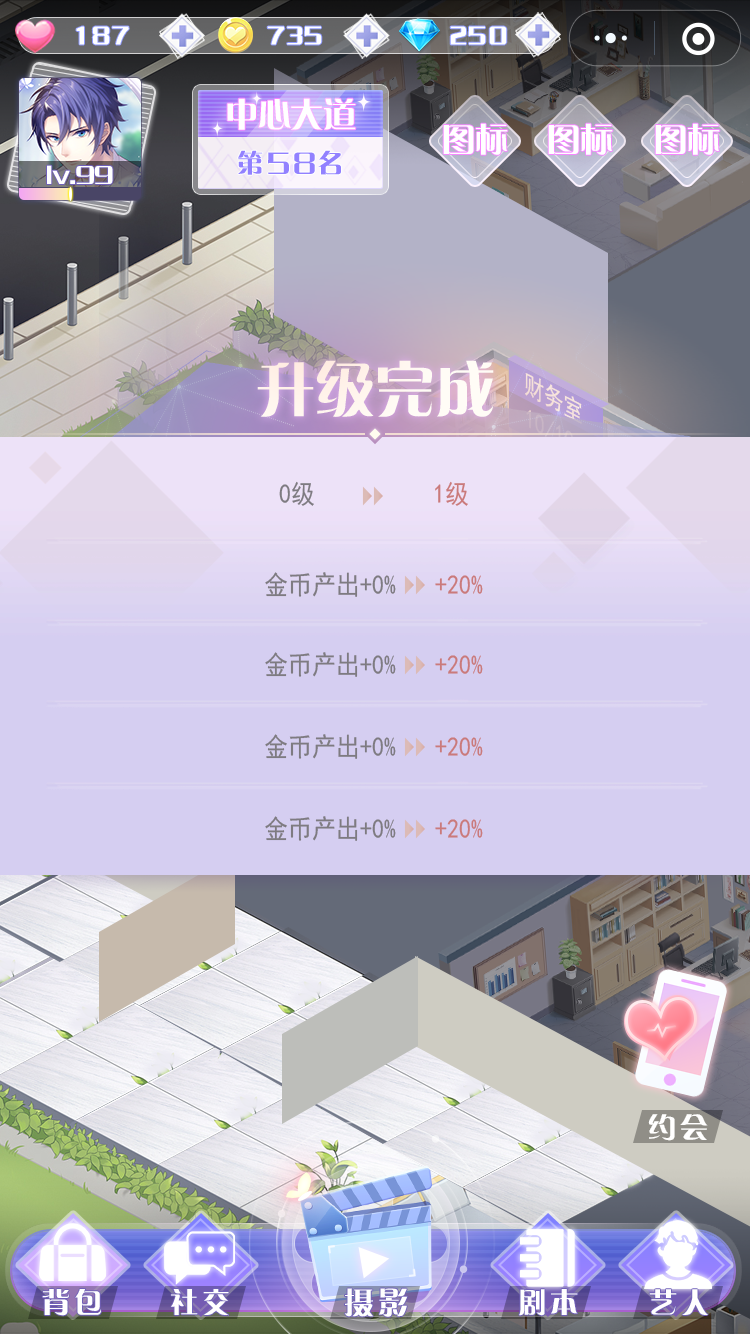 187 735 250
中心大道
第58名
lv.99
图标 图标 图标
财务室
升级完成
0级 1级
金币产出+0% +20%
金币产出+0% +20%
金币产出+0% +20%
金币产出+0% +20%
约会
背包 社交 摄影 剧本 艺人